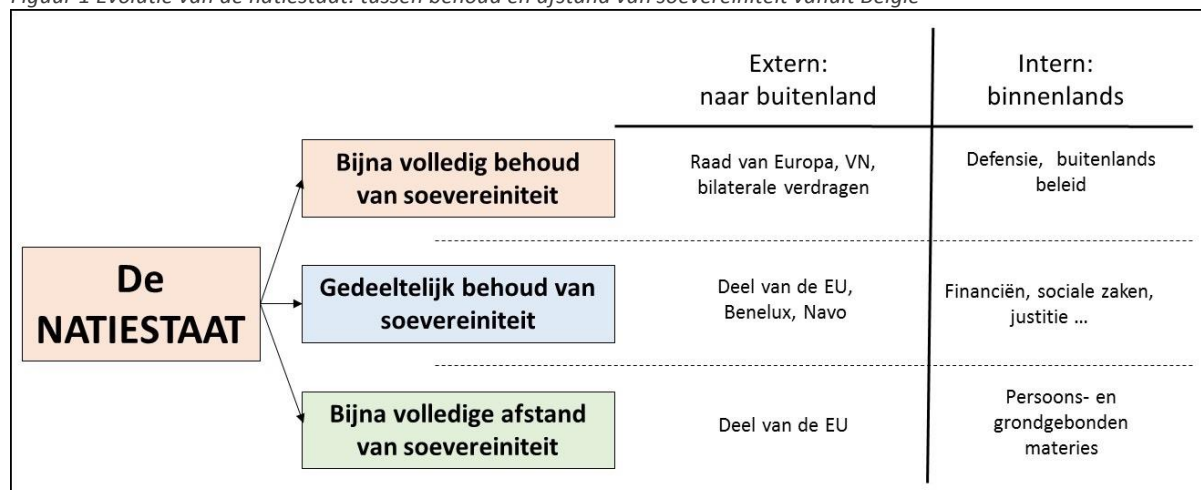 Figuur 1 Evolutie van de natiestaat: tussen behoud en afstand van soevereiniteit vanuit België
Extern:
naar buitenland
Intern:
binnenlands
Bijna volledig behoud
van soevereiniteit
Raad van Europa, VN,
bilaterale verdragen
Defensie, buitenlands
beleid
De
NATIESTAAT
Gedeeltelijk behoud van
soevereiniteit
Deel van de EU,
Benelux, Navo
Financiën, sociale zaken,
justitie ...
Bijna volledige afstand
van soevereiniteit
Deel van de EU
Persoons- en
grondgebonden
materies